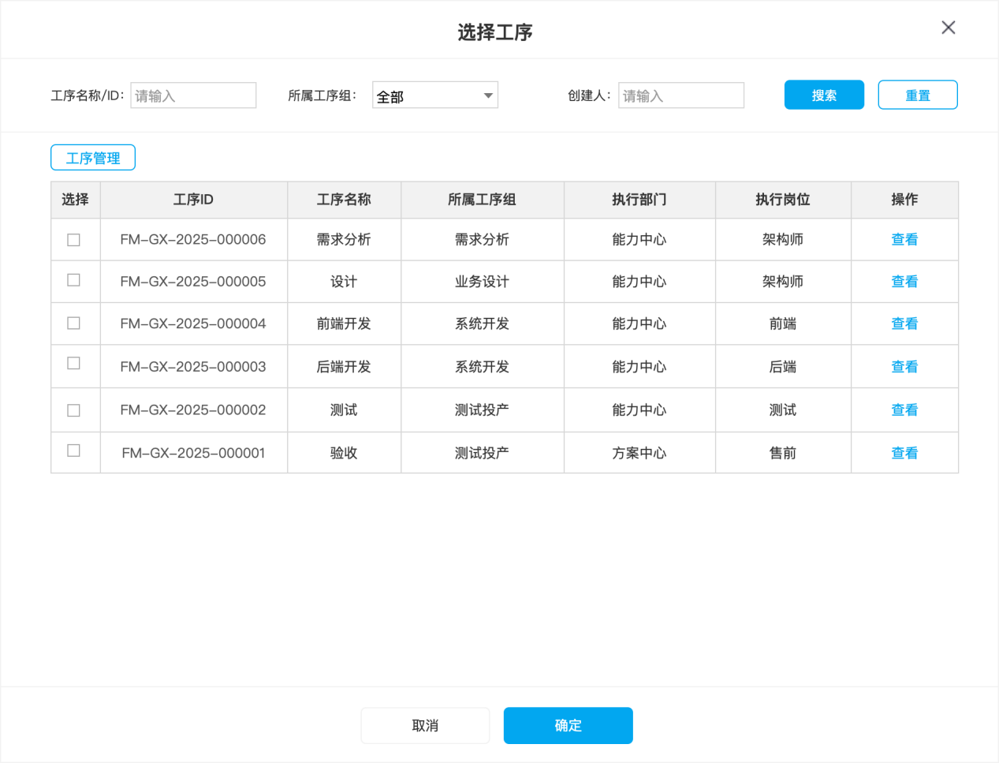 选择工序
工序名称/ID： 请输入 所属工序组： 全部 创建人： 请输入 搜索 重置
工序管理
选择 工序ID 工序名称 所属工序组 执行部门 执行岗位 操作
FM-GX-2025-000006 需求分析 需求分析 能力中心 架构师 查看
FM-GX-2025-000005 设计 业务设计 能力中心 架构师 查看
FM-GX-2025-000004 前端开发 系统开发 能力中心 前端 查看
FM-GX-2025-000003 后端开发 系统开发 能力中心 后端 查看
FM-GX-2025-000002 测试 测试投产 能力中心 测试 查看
FM-GX-2025-000001 验收 测试投产 方案中心 售前 查看
取消 确定